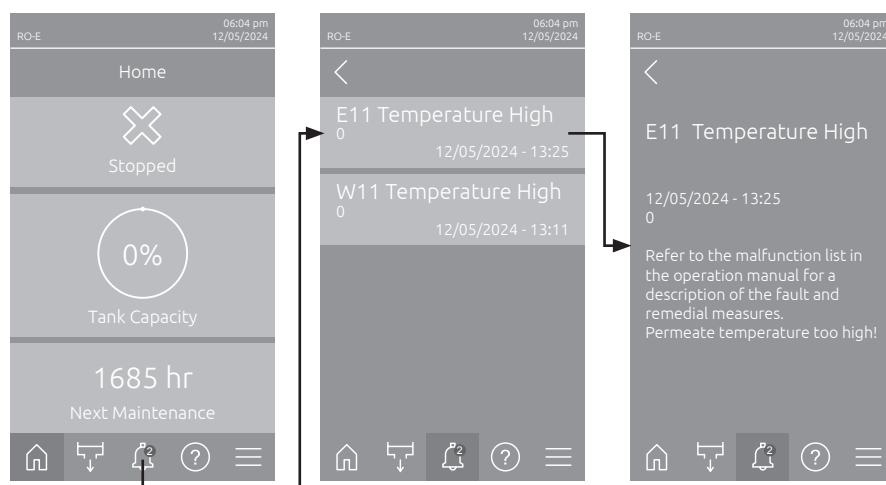 06:04 pm
RO-E 12/05/2024
Home
Stopped
0%
Tank Capacity
1685 hr
Next Maintenance
2
?
06:04 pm
RO-E 12/05/2024
E11 Temperature High
0
12/05/2024 - 13:25
W11 Temperature High
0
12/05/2024 - 13:11
2
?
06:04 pm
RO-E 12/05/2024
E11 Temperature High
12/05/2024 - 13:25
0
Refer to the malfunction list in
the operation manual for a
description of the fault and
remedial measures.
Permeate temperature too high!
2
?